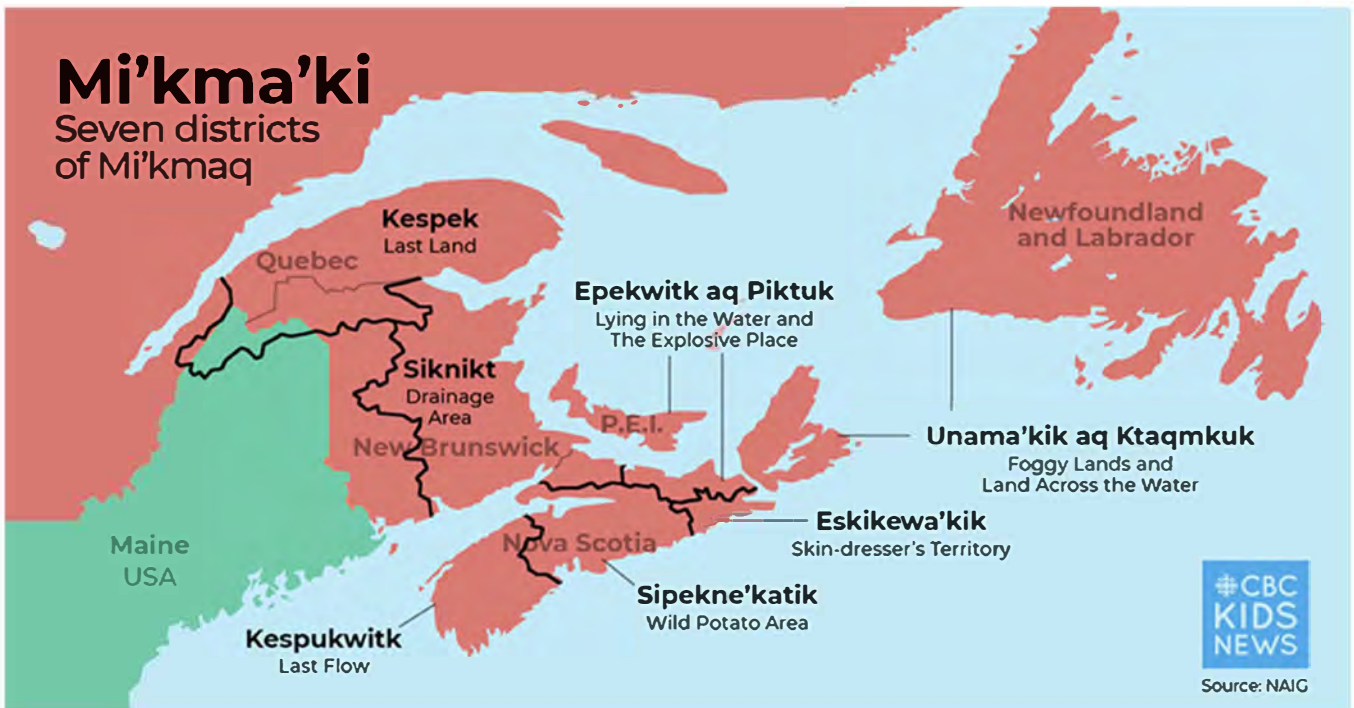 Mi’kma’ki
Seven districts
of Mi’kmaq
Kespek
Last Land
Quebec
Newfoundland
and Labrador
Epekwitk aq Piktuk
Lying in the Water and
The Explosive Place
Siknikt
Drainage
Area
New Brunswick
P.E.I.
Unama’kik aq Ktaqmkuk
Foggy Lands and
Land Across the Water
Eskikewa’kik
Skin-dresser’s Territory
Nova Scotia
Maine
USA
Sipekne’katik
Wild Potato Area
Kespukwitk
Last Flow
CBC
KIDS
NEWS
Source: NAIG